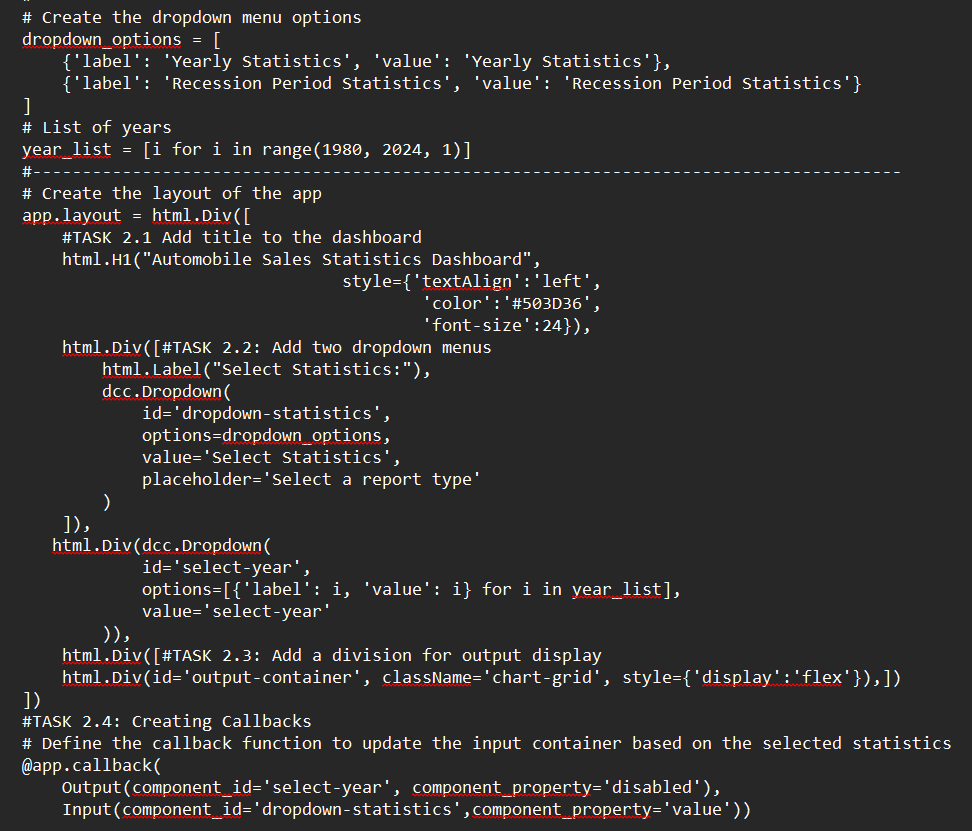 # Create the dropdown menu options
dropdown_options = [
    {'label': 'Yearly Statistics', 'value': 'Yearly Statistics'},
    {'label': 'Recession Period Statistics', 'value': 'Recession Period Statistics'}
]
# List of years
year_list = [i for i in range(1980, 2024, 1)]
#---------------------------------------------------------------------------------------
# Create the layout of the app
app.layout = html.Div([
    #TASK 2.1 Add title to the dashboard
    html.H1("Automobile Sales Statistics Dashboard",
                                style={'textAlign':'left',
                                        'color':'#503D36',
                                        'font-size':24}),
    html.Div([#TASK 2.2: Add two dropdown menus
        html.Label("Select Statistics:"),
        dcc.Dropdown(
            id='dropdown-statistics',
            options=dropdown_options,
            value='Select Statistics',
            placeholder='Select a report type'
        )
    ]),
   html.Div(dcc.Dropdown(
            id='select-year',
            options=[{'label': i, 'value': i} for i in year_list],
            value='select-year'
        )),
    html.Div([#TASK 2.3: Add a division for output display
    html.Div(id='output-container', className='chart-grid', style={'display':'flex'}),])
])
#TASK 2.4: Creating Callbacks
# Define the callback function to update the input container based on the selected statistics
@app.callback(
    Output(component_id='select-year', component_property='disabled'),
    Input(component_id='dropdown-statistics',component_property='value'))